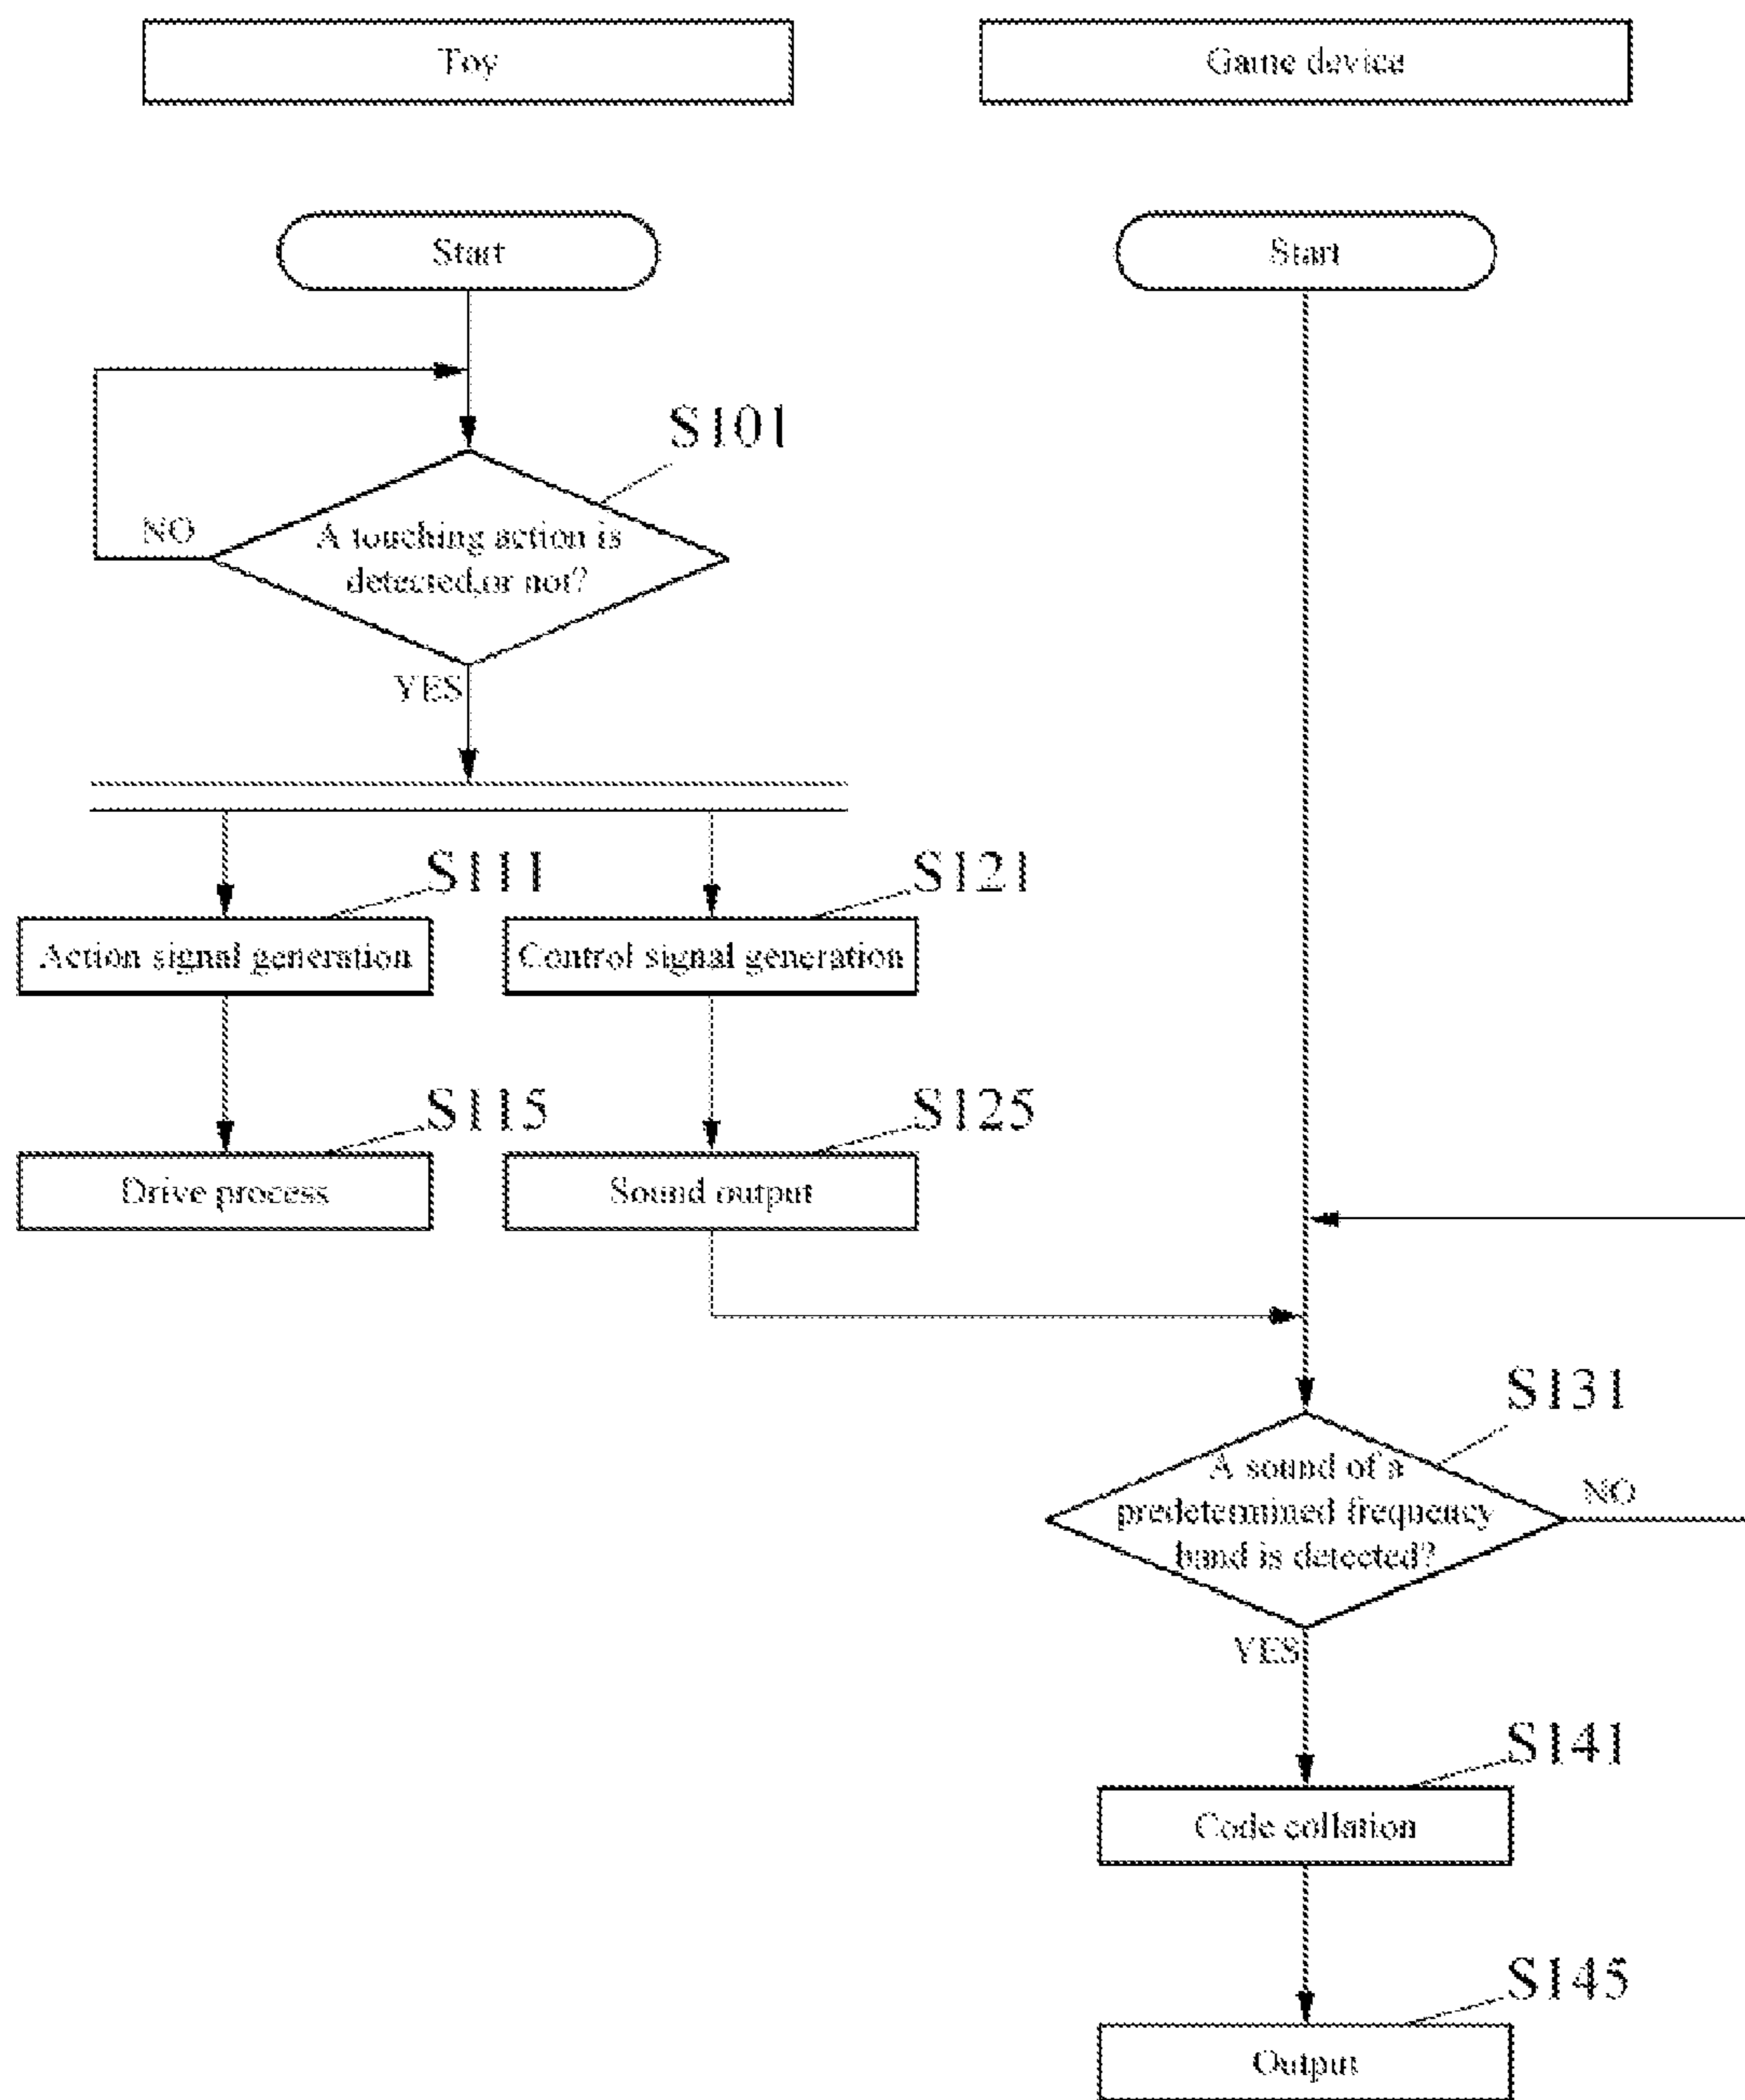 Toy
Game device
Start
Start
S101
NO
A touching action is
detected,or not?
YES
S111
S121
Action signal generation
Control signal generation
S115
S125
Drive process
Sound output
S131
A sound of a
predetermined frequency
band is detected?
NO
YES
S141
Code collation
S145
Output